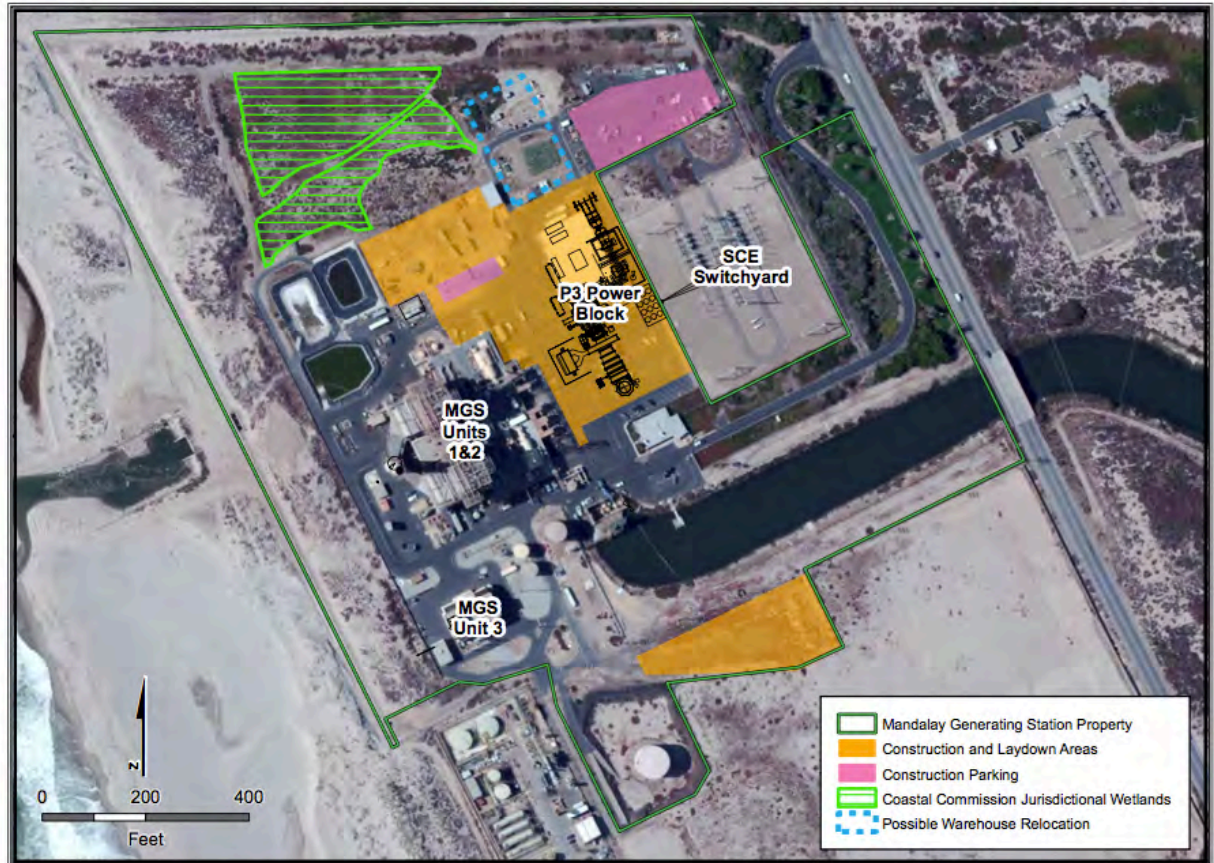 SCE
Switchyard
P3 Power
Block
MGS
Units
1&2
MGS
Unit 3
N
0 200 400
Feet
Mandalay Generating Station Property
Construction and Laydown Areas
Construction Parking
Coastal Commission Jurisdictional Wetlands
Possible Warehouse Relocation